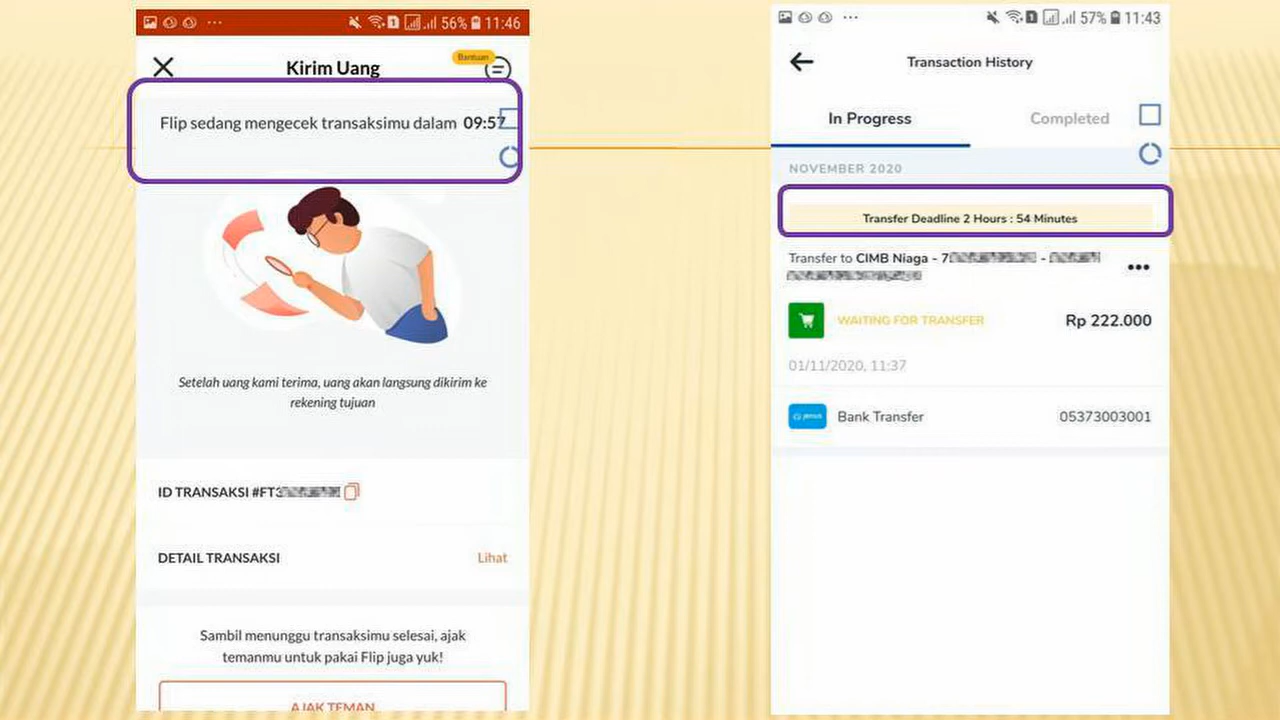 56% 11:46
Kirim Uang
Bantuan
Flip sedang mengecek transaksimu dalam 09:57
Setelah uang kami terima, uang akan langsung dikirim ke
rekening tujuan
ID TRANSAKSI #FT3
DETAIL TRANSAKSI Lihat
Sambil menunggu transaksimu selesai, ajak
temanmu untuk pakai Flip juga yuk!
AJAK TEMAN
57% 11:43
Transaction History
In Progress Completed
NOVEMBER 2020
Transfer Deadline 2 Hours : 54 Minutes
Transfer to CIMB Niaga - 7 -
WAITING FOR TRANSFER Rp 222.000
01/11/2020, 11:37
jenius Bank Transfer 05373003001